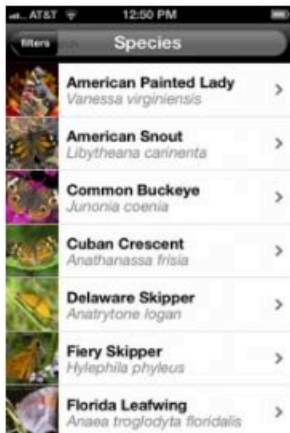 AT&T 12:50 PM
filters Species
American Painted Lady
Vanessa virginiensis
American Snout
Libytheana carinenta
Common Buckeye
Junonia coenia
Cuban Crescent
Anathanassa frisia
Delaware Skipper
Anatrytone logan
Fiery Skipper
Hylephila phyleus
Florida Leafwing
Anaea troglodyta floridalis